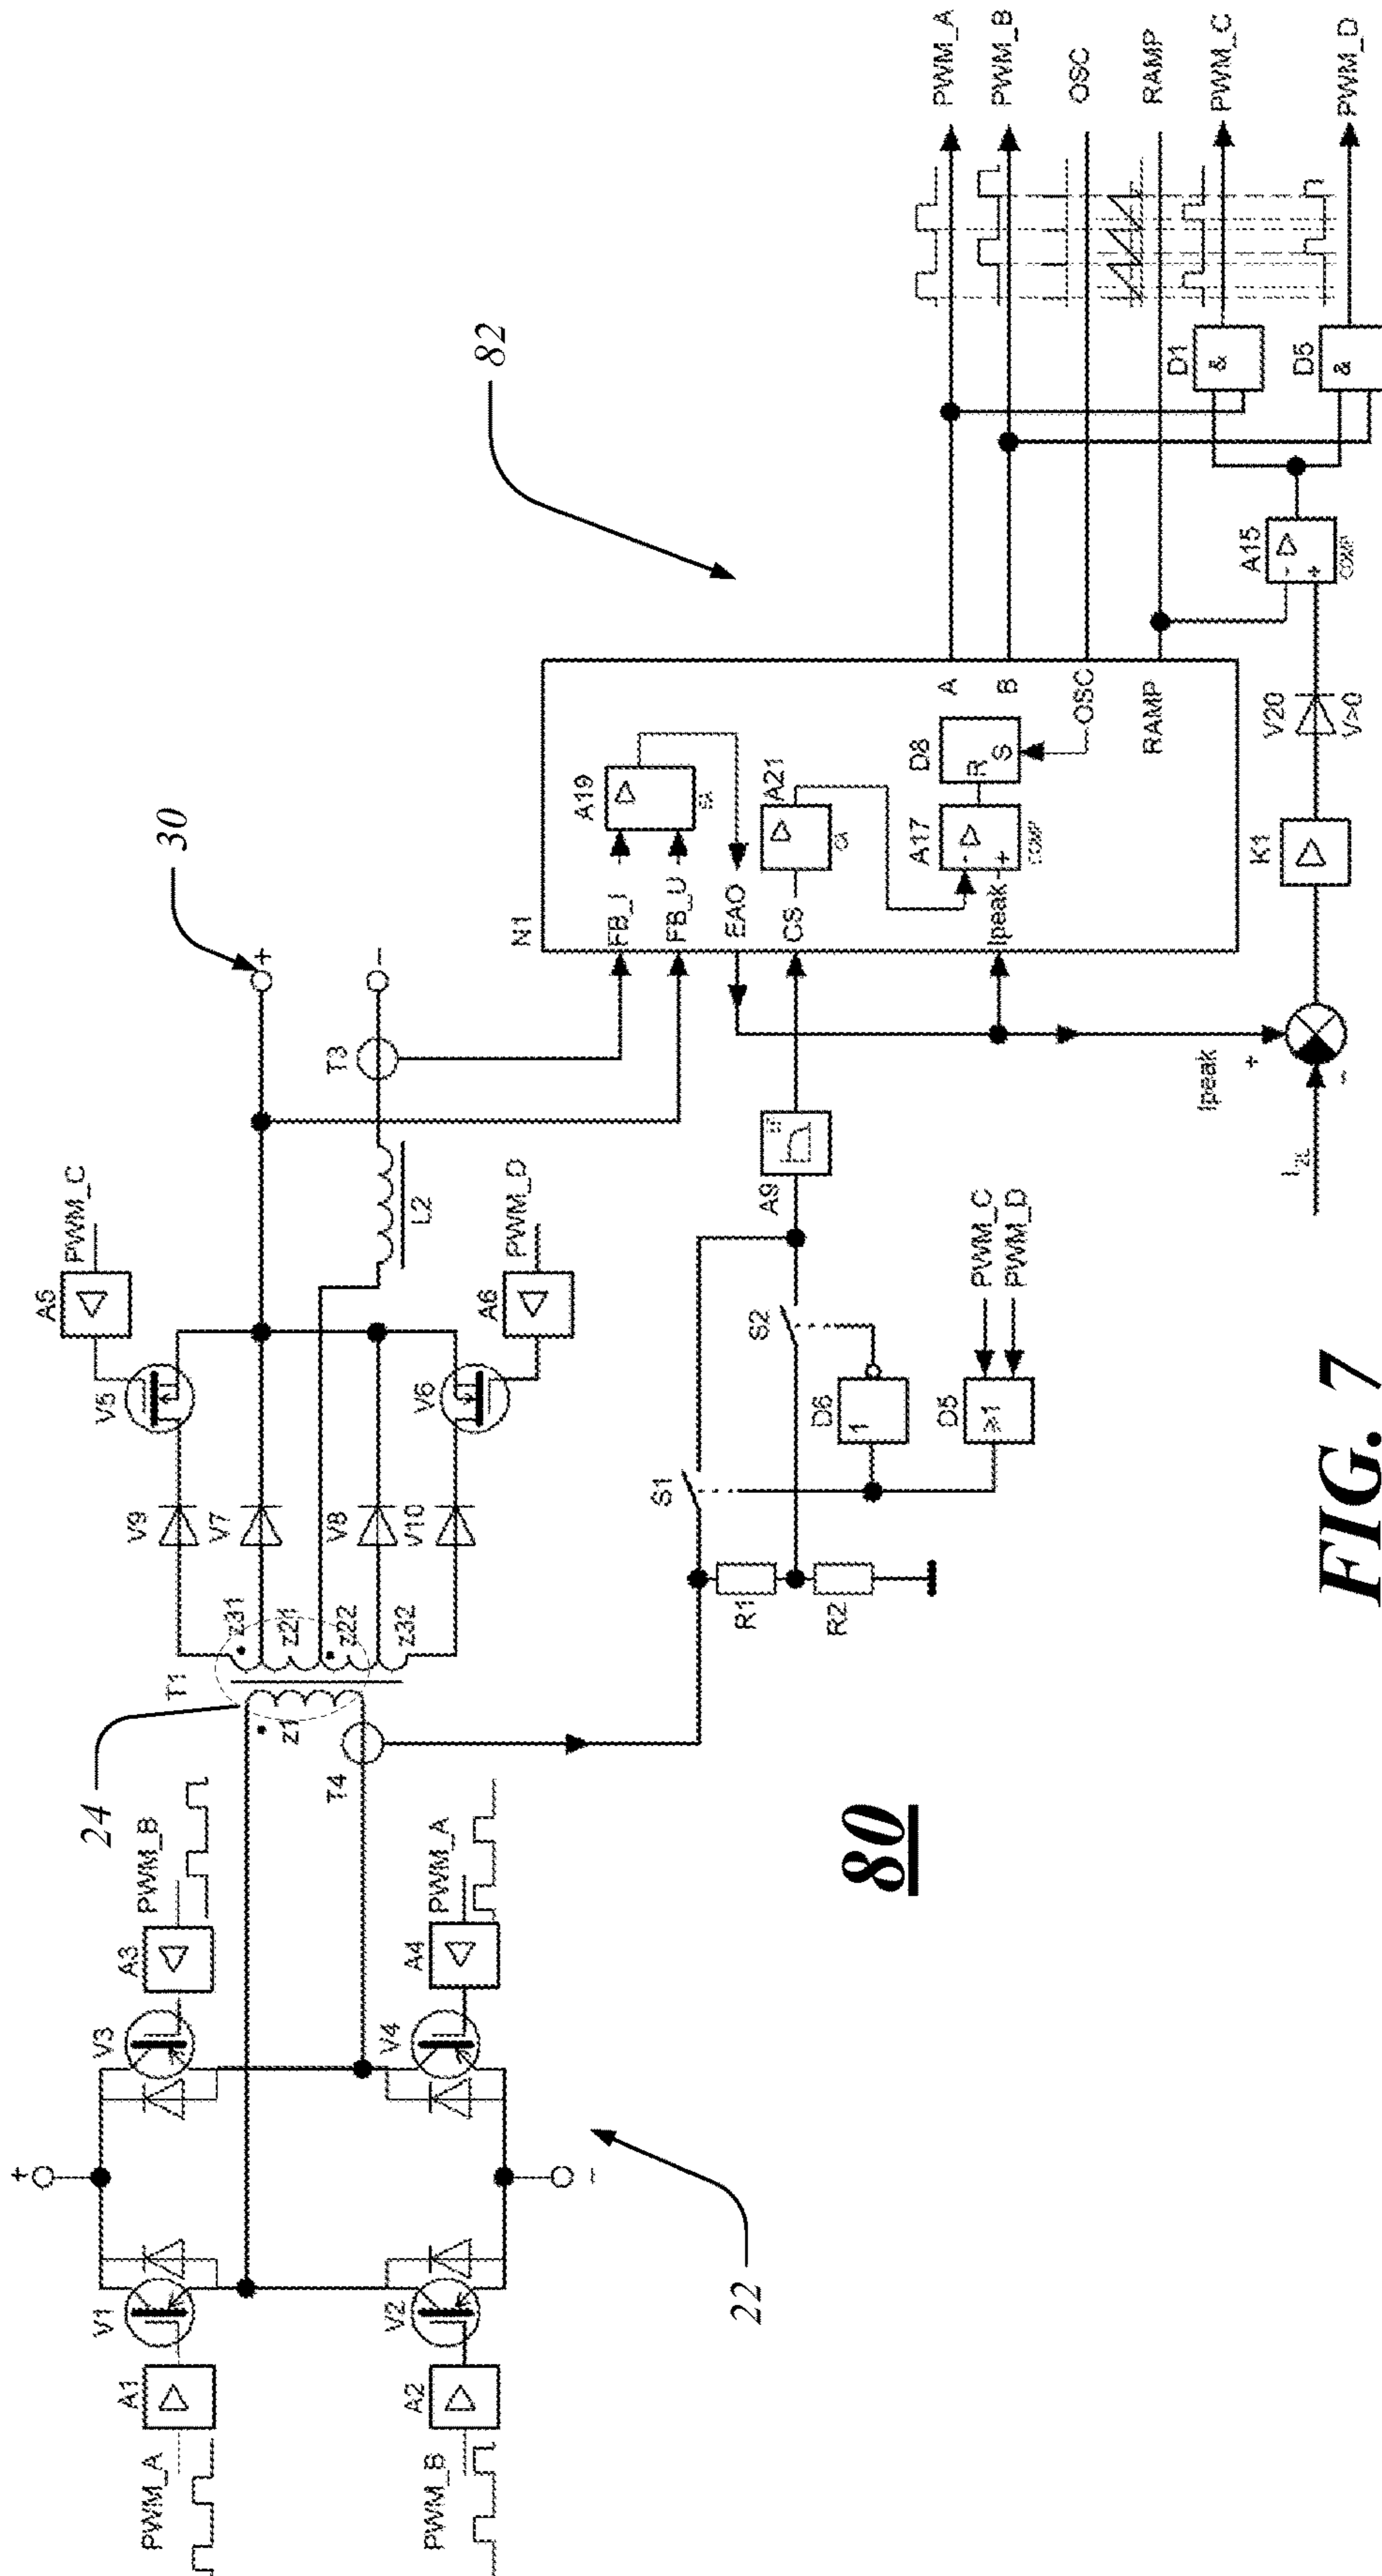 PWM_A
A1
V1
+
V3
A3
PWM_B
PWM_B
A2
V2
−
V4
A4
PWM_A
22
24
T1
z1
T4
z31
z21
z22
z32
V9
V7
V8
V10
V5
A5
PWM_C
V6
A6
PWM_D
L2
T3
+
−
30
R1
R2
S1
S2
D6
1
D5
≥1
PWM_C
PWM_D
A9
82
N1
FB_I
FB_U
EAO
CS
Ipeak
A19
A21
A17
-
+
COMP
D8
R
S
A
B
OSC
RAMP
Ipeak
+
−
K1
V20
V>0
A15
-
+
COMP
D1
&
D5
&
PWM_A
PWM_B
OSC
RAMP
PWM_C
PWM_D
80
FIG. 7